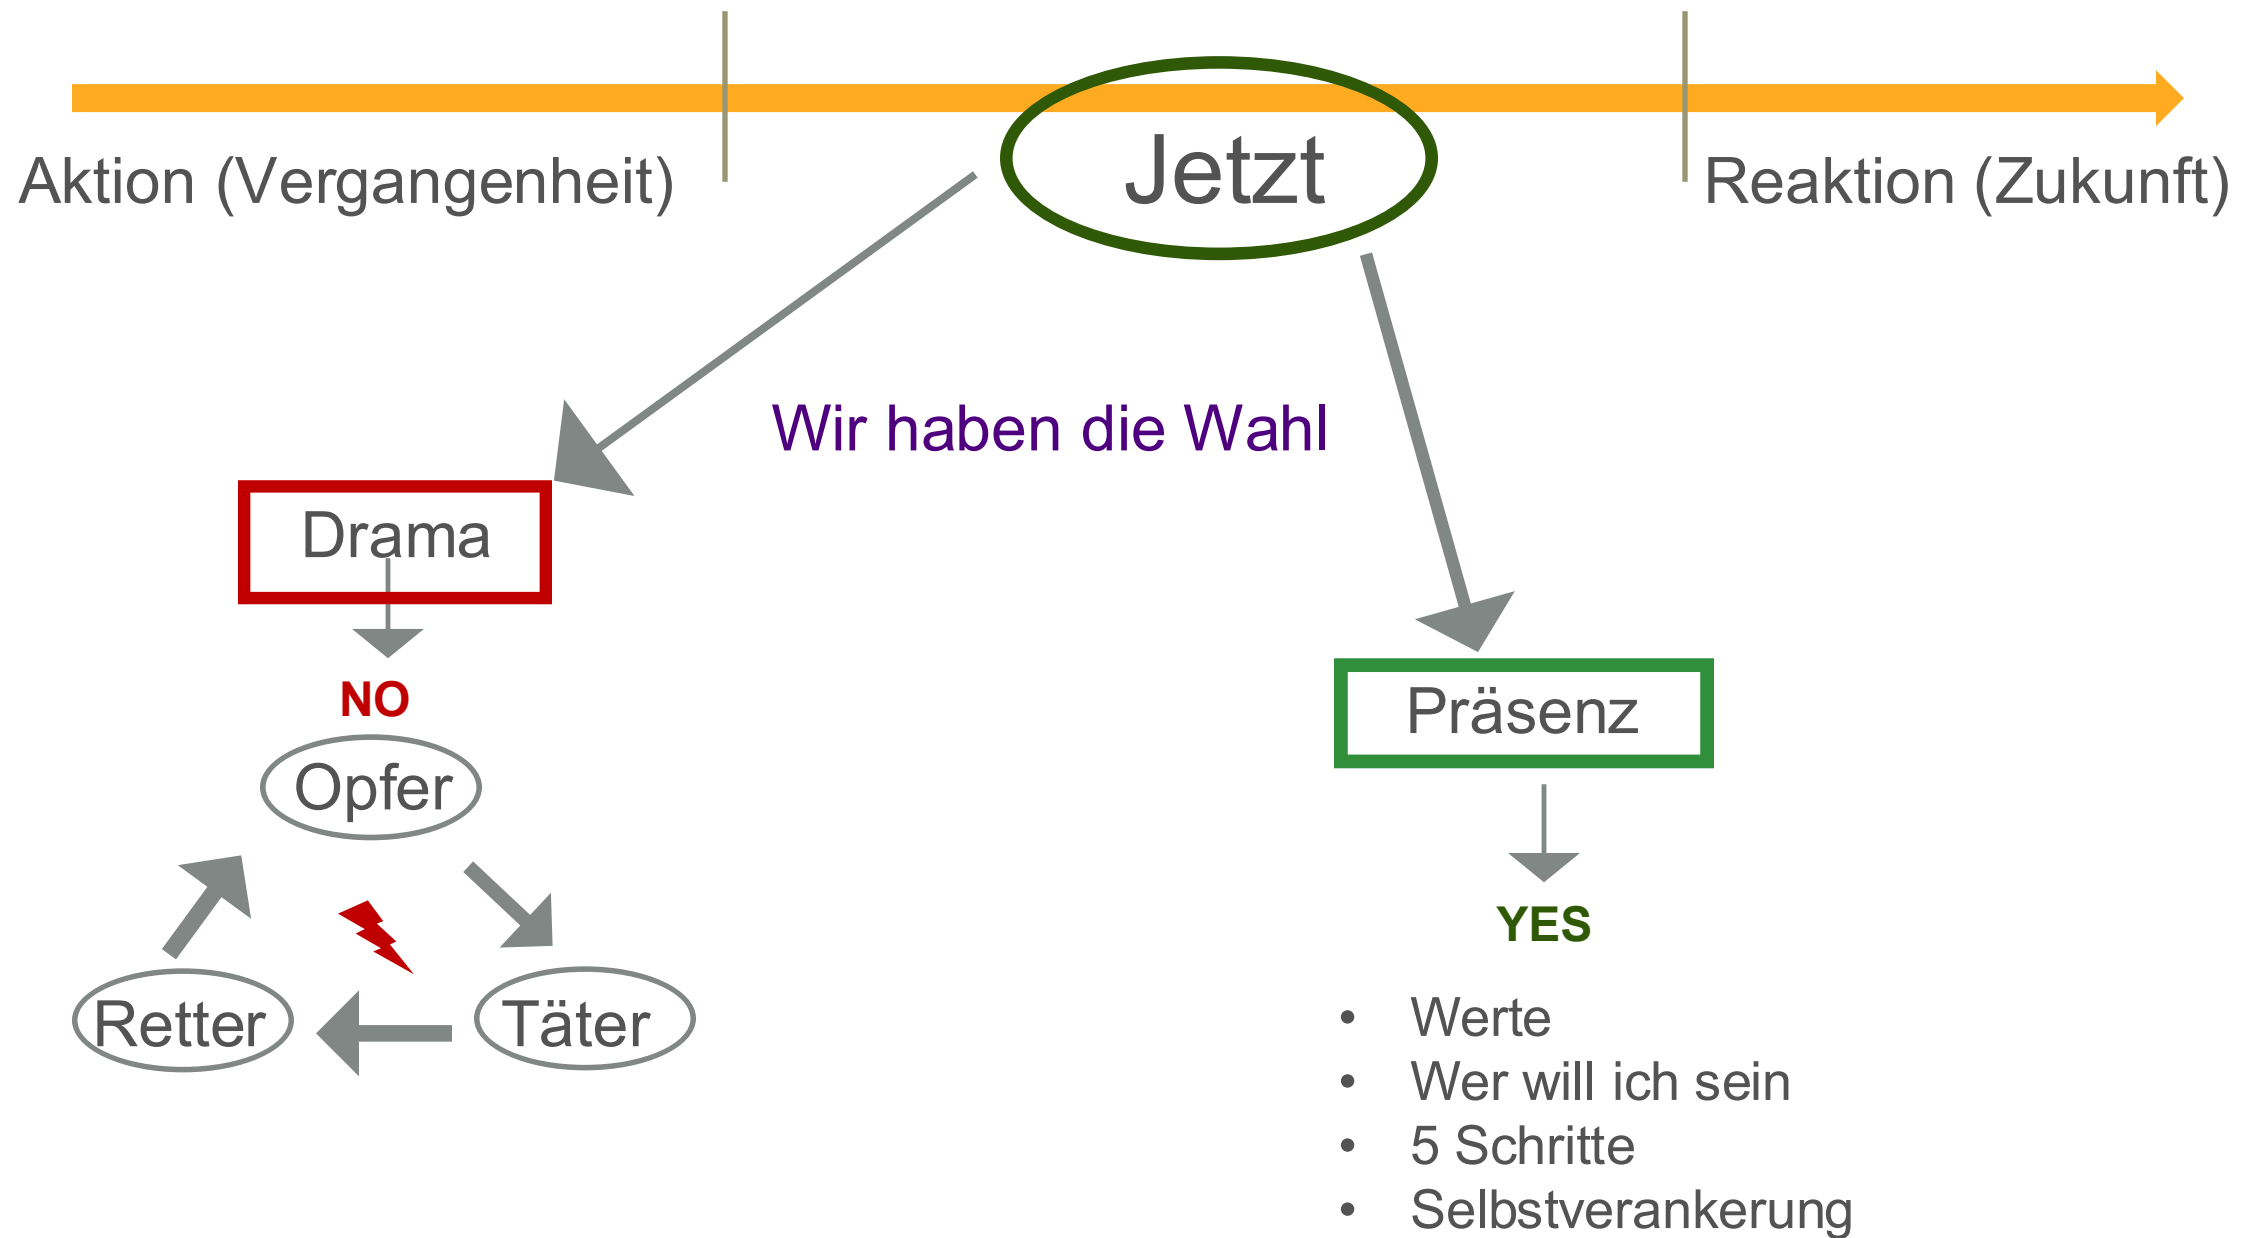 Aktion (Vergangenheit)
Jetzt
Reaktion (Zukunft)
Wir haben die Wahl
Drama
NO
Opfer
Retter
Täter
Präsenz
YES
• Werte
• Wer will ich sein
• 5 Schritte
• Selbstverankerung